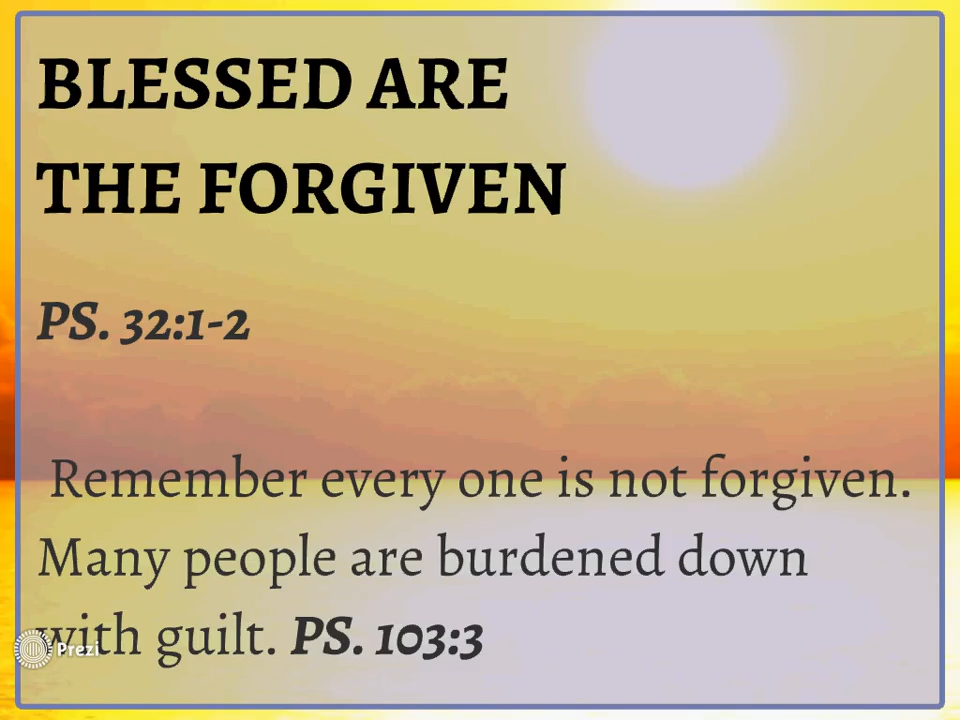 BLESSED ARE
THE FORGIVEN
PS. 32:1-2
Remember every one is not forgiven.
Many people are burdened down
with guilt. PS. 103:3
Prezi